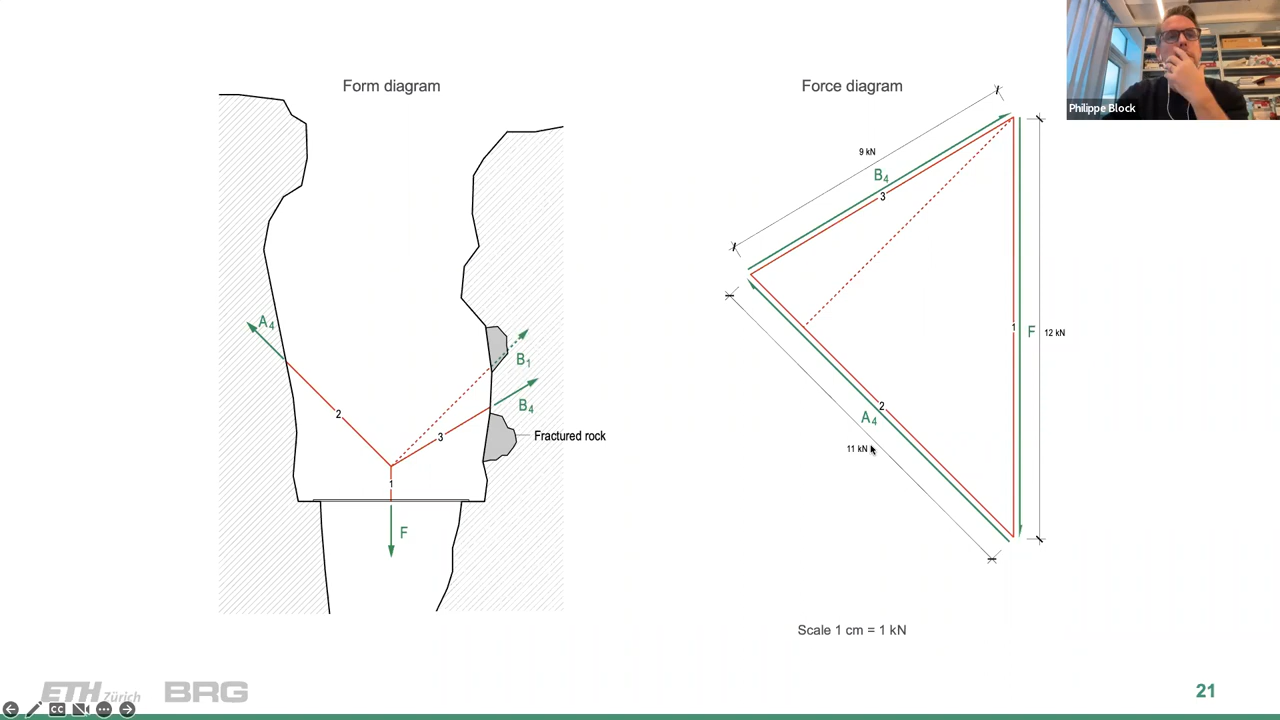 Philippe Block
Form diagram
Force diagram
9 kN
B4
3
A4
B1
B4
2
3
Fractured rock
1
F
1
F
12 kN
2
A4
11 kN
Scale 1 cm = 1 kN
ETH Zürich
BRG
21
CC